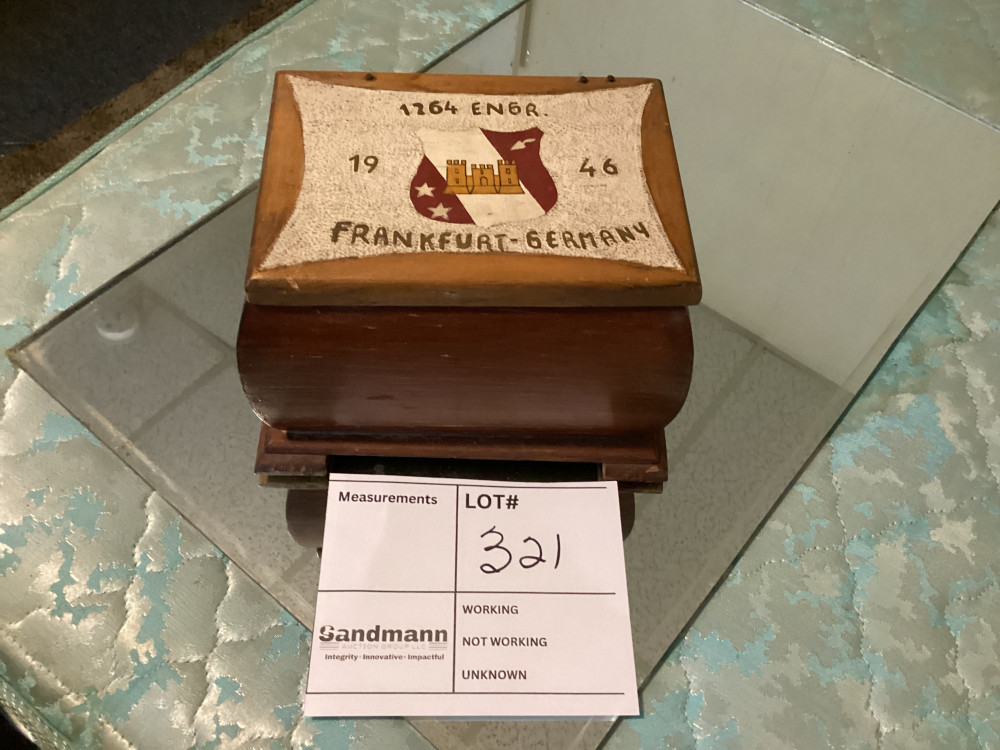 1264 ENGR.
19 46
FRANKFURT-GERMANY
Measurements
LOT#
321
Sandmann
AUCTION GROUP LLC
Integrity - Innovative - Impactful
WORKING
NOT WORKING
UNKNOWN